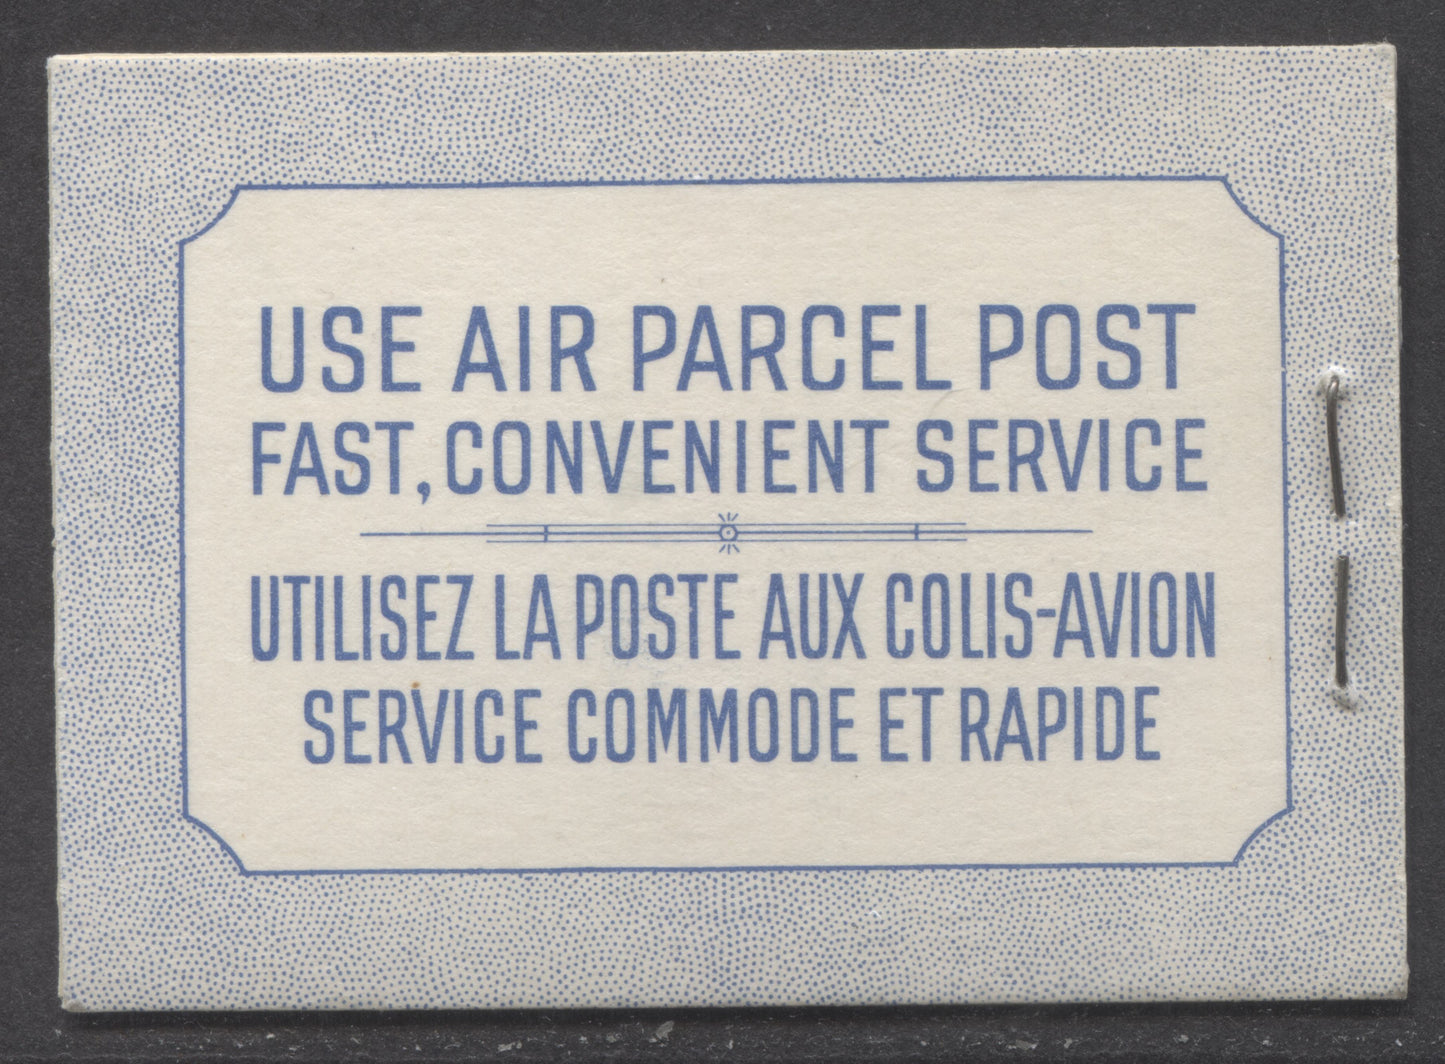 USE AIR PARCEL POST
FAST, CONVENIENT SERVICE
UTILISEZ LA POSTE AUX COLIS-AVION
SERVICE COMMODE ET RAPIDE